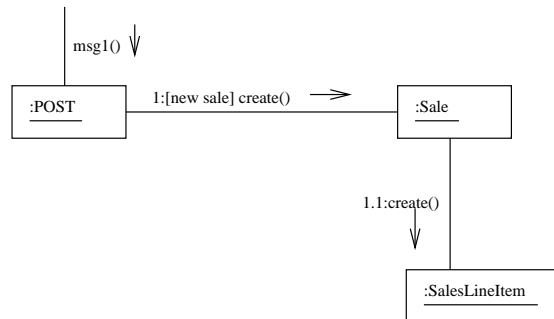 msg1()
:POST
1:[new sale] create()
:Sale
1.1:create()
:SalesLineItem